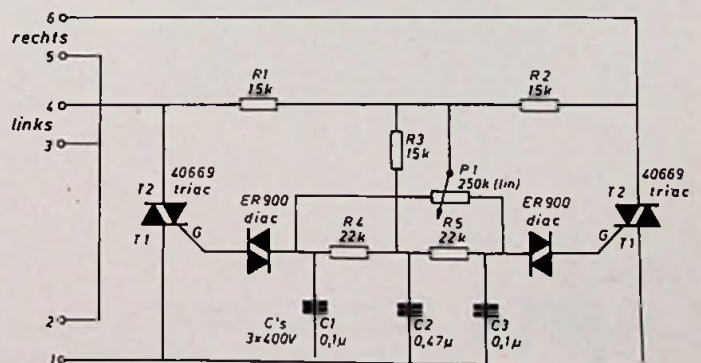 6
rechts
5
4
links
3
R1
15k
R2
15k
R3
15k
P1
250k (lin)
40669
triac
T2
T1
G
ER900
diac
R4
22k
R5
22k
ER900
diac
40669
triac
T2
T1
G
2
C's
3x400V
C1
0,1µ
C2
0,47µ
C3
0,1µ
1